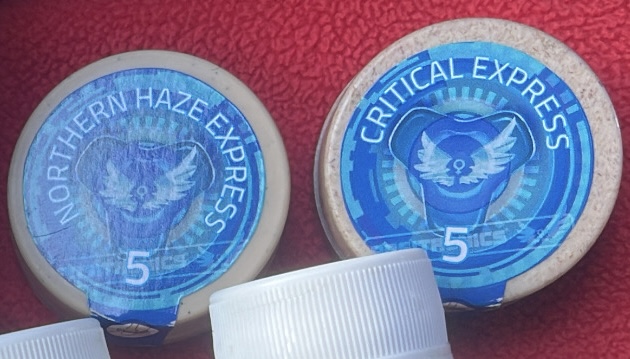 NORTHERN HAZE EXPRESS
5
CRITICAL EXPRESS
5